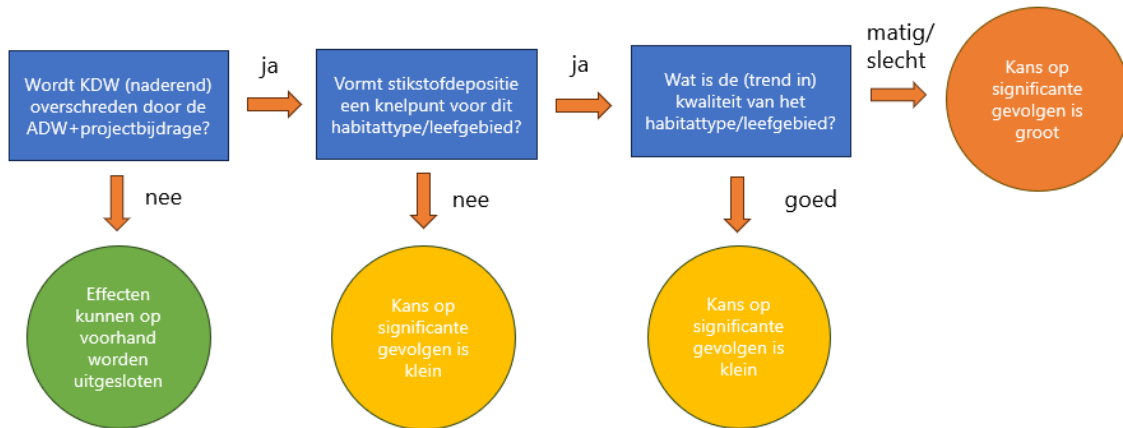 Wordt KDW (naderend)
overschreden door de
ADW+projectbijdrage?
ja
Vormt stikstofdepositie
een knelpunt voor dit
habitattype/leefgebied?
ja
Wat is de (trend in)
kwaliteit van het
habitattype/leefgebied?
matig/
slecht
Kans op
significante
gevolgen is
groot
nee
nee
goed
Effecten
kunnen op
voorhand
worden
uitgesloten
Kans op
significante
gevolgen is
klein
Kans op
significante
gevolgen is
klein